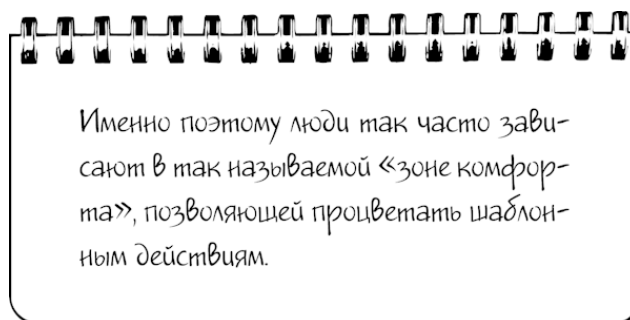 Именно поэтому люди так часто зави-
сают в так называемой «зоне комфор-
та», позволяющей процветать шаблон-
ным действиям.